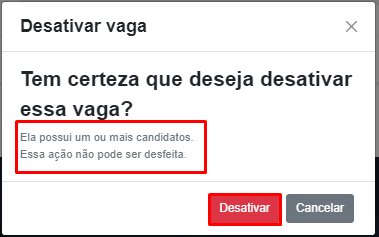 Desativar vaga
Tem certeza que deseja desativar
essa vaga?
Ela possui um ou mais candidatos.
Essa ação não pode ser desfeita.
Desativar
Cancelar